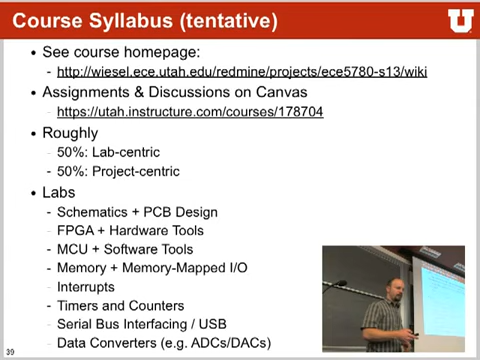 Course Syllabus (tentative)
U
• See course homepage:
- http://wiesel.ece.utah.edu/redmine/projects/ece5780-s13/wiki
• Assignments & Discussions on Canvas
- https://utah.instructure.com/courses/178704
• Roughly
- 50%: Lab-centric
- 50%: Project-centric
• Labs
- Schematics + PCB Design
- FPGA + Hardware Tools
- MCU + Software Tools
- Memory + Memory-Mapped I/O
- Interrupts
- Timers and Counters
- Serial Bus Interfacing / USB
- Data Converters (e.g. ADCs/DACs)
39